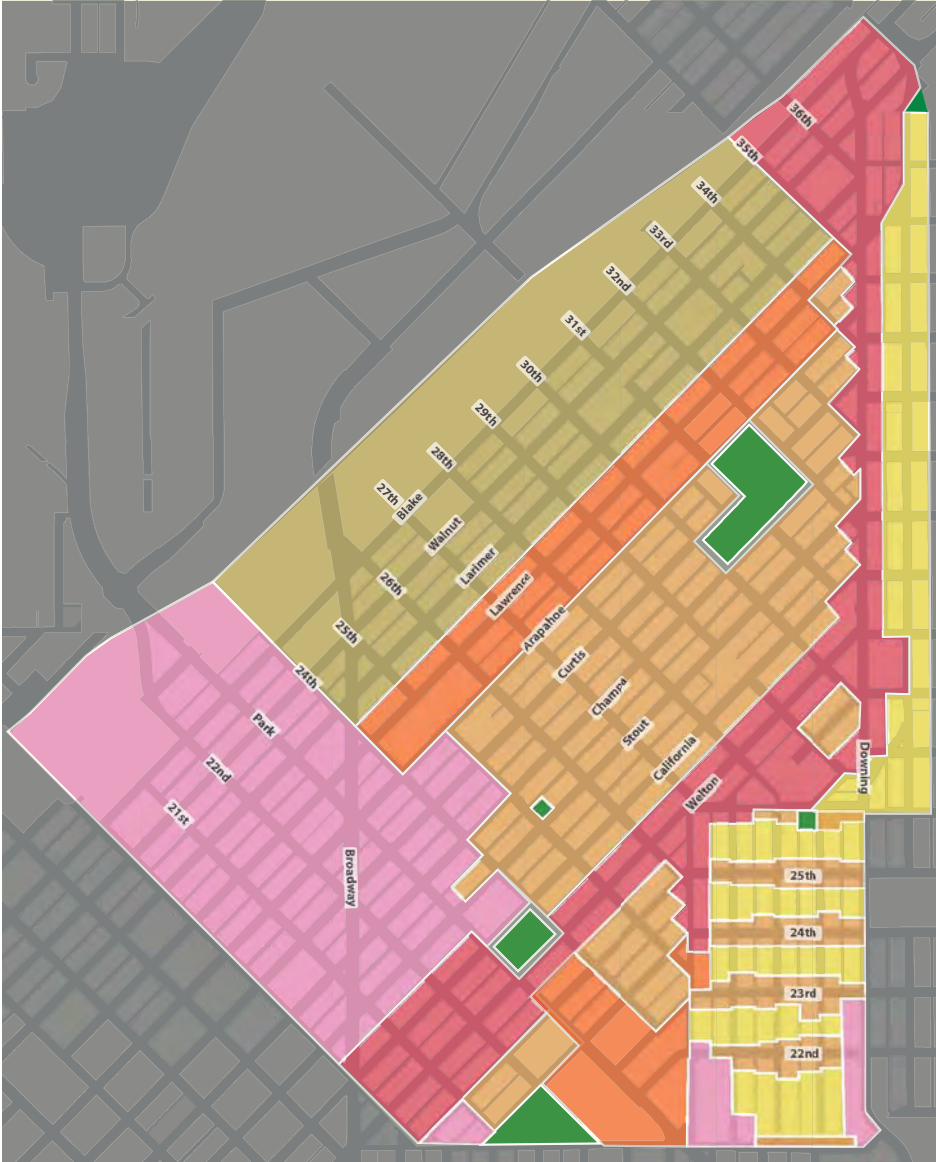 36th
35th
34th
33rd
32nd
31st
30th
29th
28th
27th
Blake
Walnut
Larimer
26th
Lawrence
25th
Arapahoe
Curtis
24th
Champa
Park
Stout
California
22nd
Downing
Welton
21st
Broadway
25th
24th
23rd
22nd